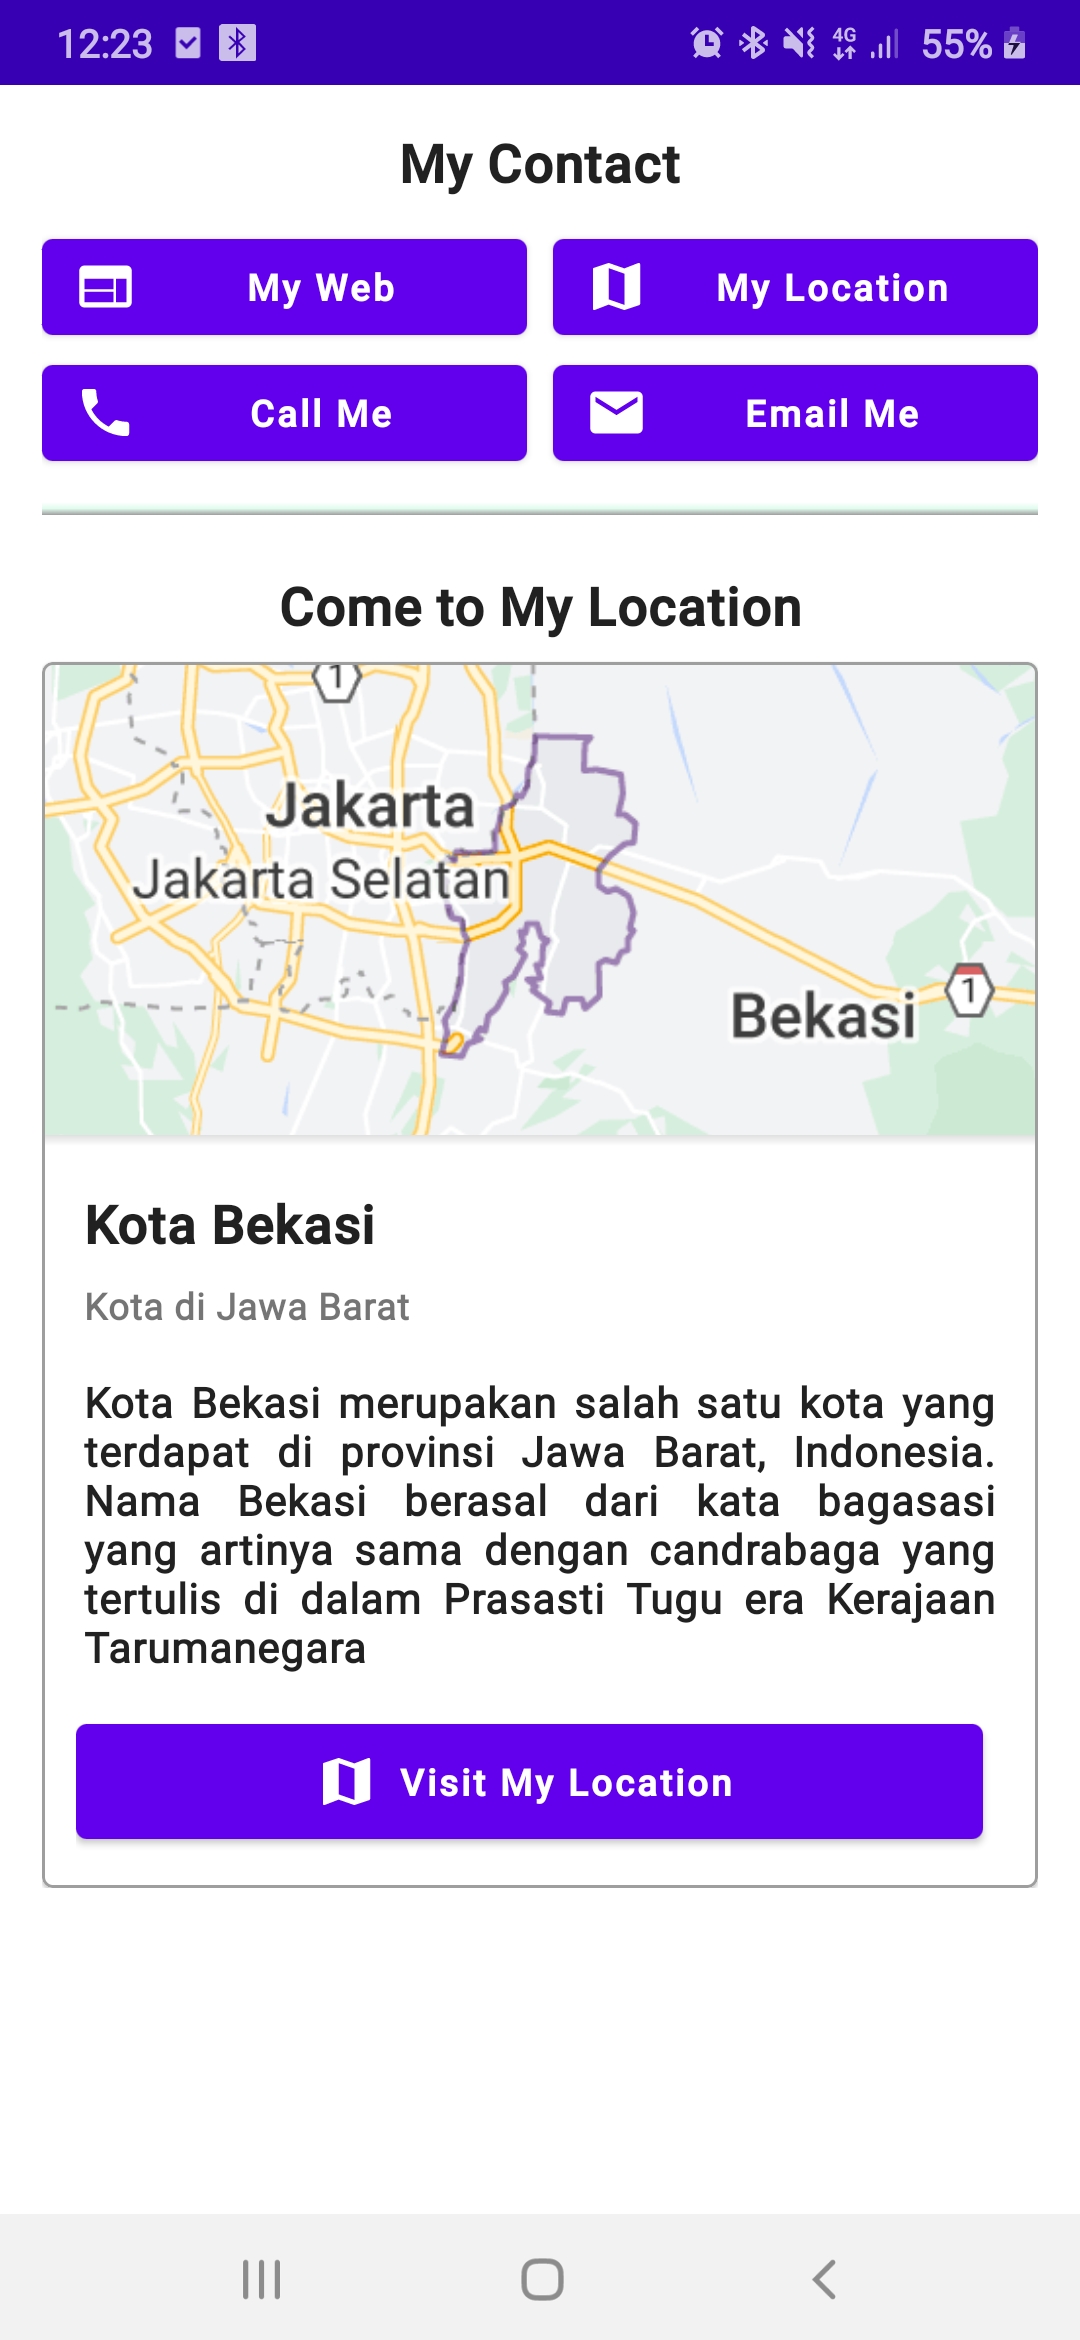 12:23
4G
55%
My Contact
My Web
My Location
Call Me
Email Me
Come to My Location
1
Jakarta
Jakarta Selatan
1
Bekasi
Kota Bekasi
Kota di Jawa Barat
Kota Bekasi merupakan salah satu kota yang
terdapat di provinsi Jawa Barat, Indonesia.
Nama Bekasi berasal dari kata bagasasi
yang artinya sama dengan candrabaga yang
tertulis di dalam Prasasti Tugu era Kerajaan
Tarumanegara
Visit My Location